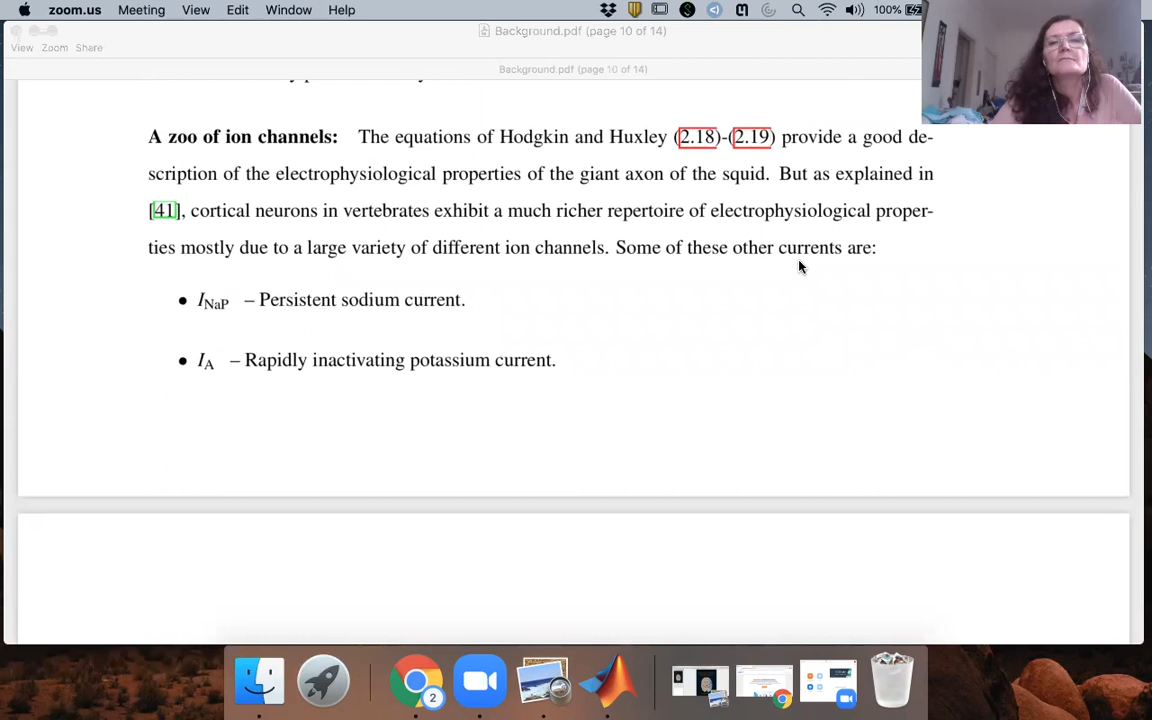 zoom.us Meeting View Edit Window Help 100%
Background.pdf (page 10 of 14)
View Zoom Share
Background.pdf (page 10 of 14)
A zoo of ion channels: The equations of Hodgkin and Huxley (2.18)-(2.19) provide a good de-
scription of the electrophysiological properties of the giant axon of the squid. But as explained in
[41], cortical neurons in vertebrates exhibit a much richer repertoire of electrophysiological proper-
ties mostly due to a large variety of different ion channels. Some of these other currents are:
• I_NaP – Persistent sodium current.
• I_A – Rapidly inactivating potassium current.
2